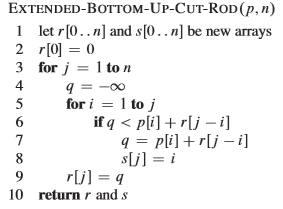 EXTENDED-BOTTOM-UP-CUT-ROD(p, n)
1 let r[0..n] and s[0..n] be new arrays
2 r[0] = 0
3 for j = 1 to n
4 q = −∞
5 for i = 1 to j
6 if q < p[i] + r[j − i]
7 q = p[i] + r[j − i]
8 s[j] = i
9 r[j] = q
10 return r and s